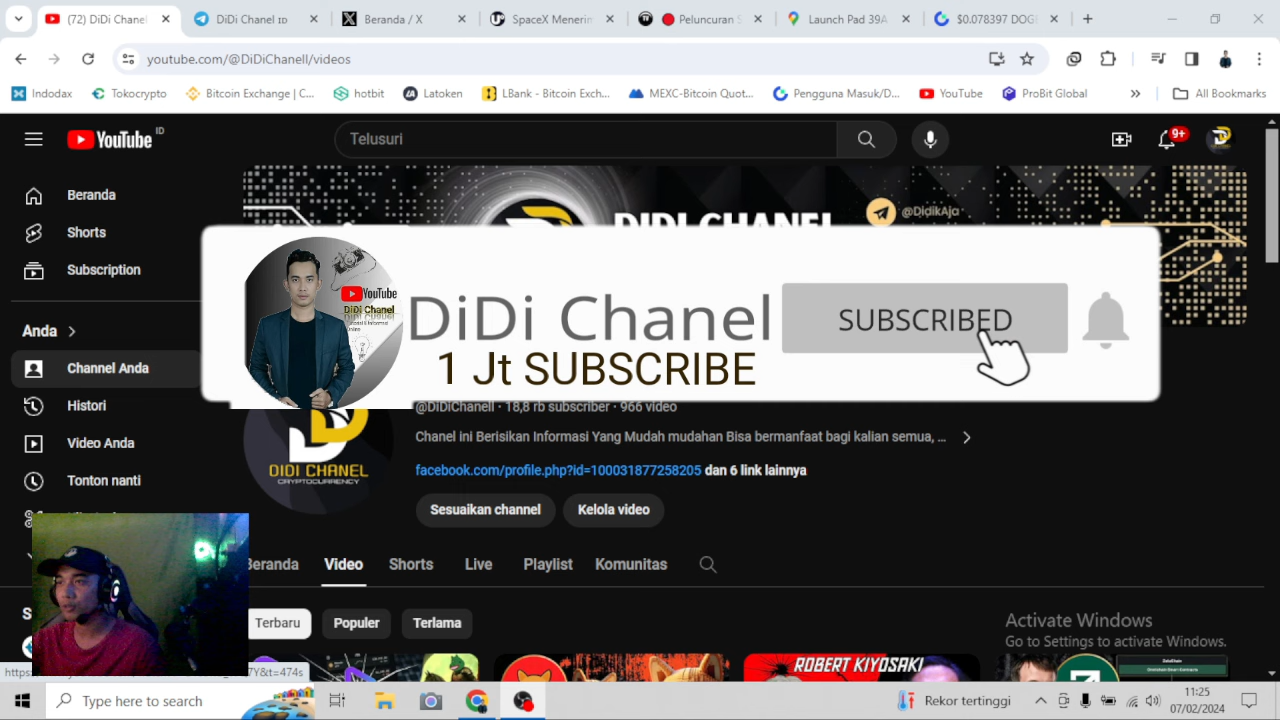 (72) DiDi Chanel
DiDi Chanel ID
Beranda / X
SpaceX Menerim
Peluncuran S
Launch Pad 39A
$0.078397 DOG
youtube.com/@DiDiChanell/videos
Indodax
Tokocrypto
Bitcoin Exchange | C...
hotbit
Latoken
LBank - Bitcoin Exch...
MEXC-Bitcoin Quot...
Pengguna Masuk/D...
YouTube
ProBit Global
»
All Bookmarks
YouTube ID
Telusuri
9+
Beranda
Shorts
Subscription
Anda
Channel Anda
Histori
Video Anda
Tonton nanti
DIDI CHANEL
@DidikAja
YouTube
DiDi Chanel
DiDi Chanel
1 Jt SUBSCRIBE
SUBSCRIBED
@DiDiChanell · 18,8 rb subscriber · 966 video
Chanel ini Berisikan Informasi Yang Mudah mudahan Bisa bermanfaat bagi kalian semua, ...
facebook.com/profile.php?id=100031877258205 dan 6 link lainnya
DIDI CHANEL
CRYPTOCURRENCY
Sesuaikan channel
Kelola video
Beranda
Video
Shorts
Live
Playlist
Komunitas
Terbaru
Populer
Terlama
Activate Windows
Go to Settings to activate Windows.
ROBERT KIYOSAKI
https
7Y&t=474s
Type here to search
Rekor tertinggi
11:25
07/02/2024